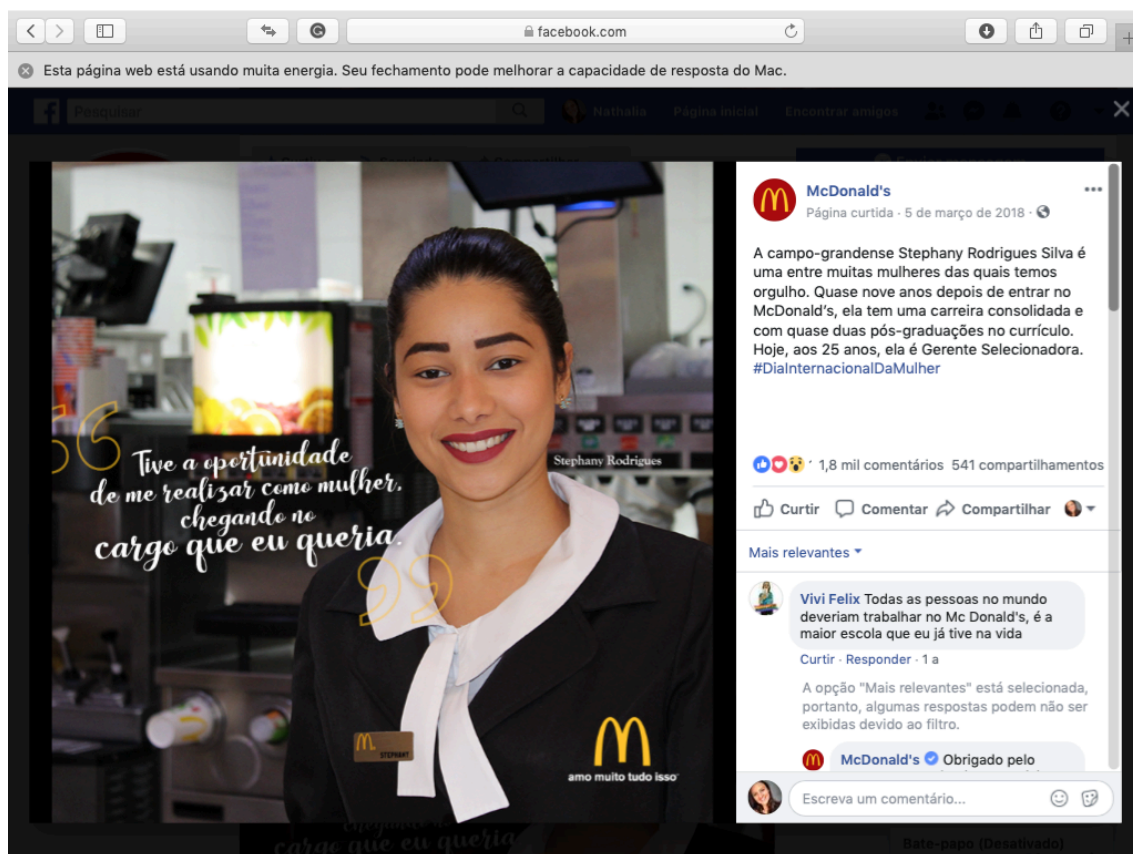 facebook.com
Esta página web está usando muita energia. Seu fechamento pode melhorar a capacidade de resposta do Mac.
Pesquisar
Nathalia
Página inicial
Encontrar amigos
Tive a oportunidade
de me realizar como mulher.
chegando no
cargo que eu queria.
Stephany Rodrigues
STEPHANY
amo muito tudo isso
McDonald's
Página curtida · 5 de março de 2018 ·
A campo-grandense Stephany Rodrigues Silva é
uma entre muitas mulheres das quais temos
orgulho. Quase nove anos depois de entrar no
McDonald's, ela tem uma carreira consolidada e
com quase duas pós-graduações no currículo.
Hoje, aos 25 anos, ela é Gerente Selecionadora.
#DiaInternacionalDaMulher
1,8 mil comentários 541 compartilhamentos
Curtir Comentar Compartilhar
Mais relevantes
Vivi Felix Todas as pessoas no mundo
deveriam trabalhar no Mc Donald's, é a
maior escola que eu já tive na vida
Curtir · Responder · 1 a
A opção "Mais relevantes" está selecionada,
portanto, algumas respostas podem não ser
exibidas devido ao filtro.
McDonald's Obrigado pelo
Escreva um comentário...
cargo que eu queria.
Bate-papo (Desativado)